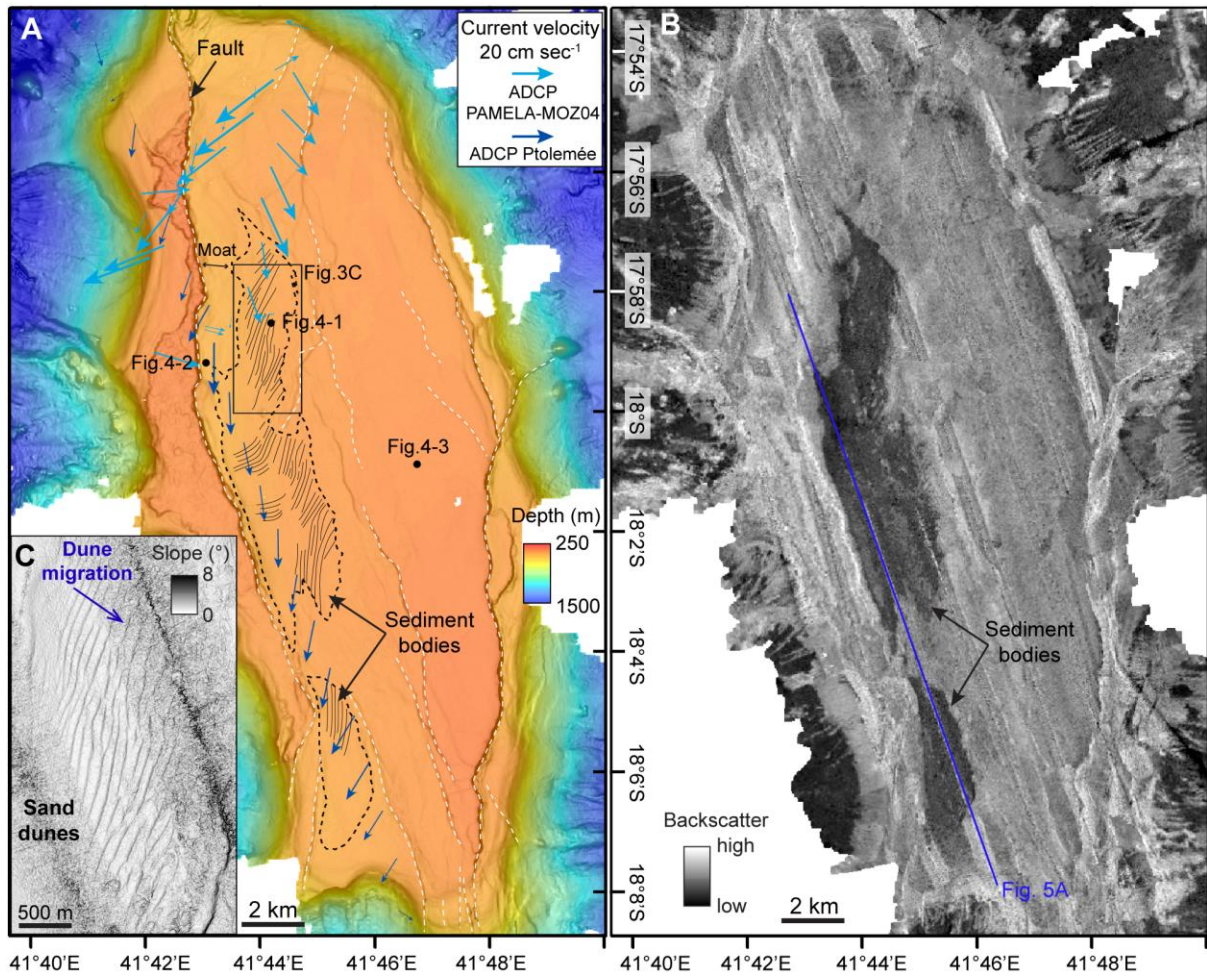 A
Fault
Current velocity
20 cm sec⁻¹
ADCP
PAMELA-MOZ04
ADCP Ptolemée
Moat
Fig.3C
Fig.4-1
Fig.4-2
Fig.4-3
Depth (m)
250
1500
Sediment
bodies
2 km
C
Dune
migration
Slope (°)
8
0
Sand
dunes
500 m
41°40'E
41°42'E
41°44'E
41°46'E
41°48'E
B
17°54'S
17°56'S
17°58'S
18°S
18°2'S
18°4'S
18°6'S
18°8'S
Sediment
bodies
Backscatter
high
low
Fig. 5A
2 km
41°40'E
41°42'E
41°44'E
41°46'E
41°48'E